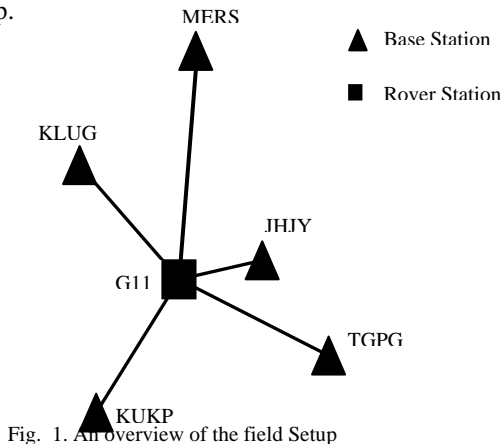 p.
MERS
Base Station
Rover Station
KLUG
JHJY
G11
TGPG
KUKP
Fig. 1. An overview of the field Setup